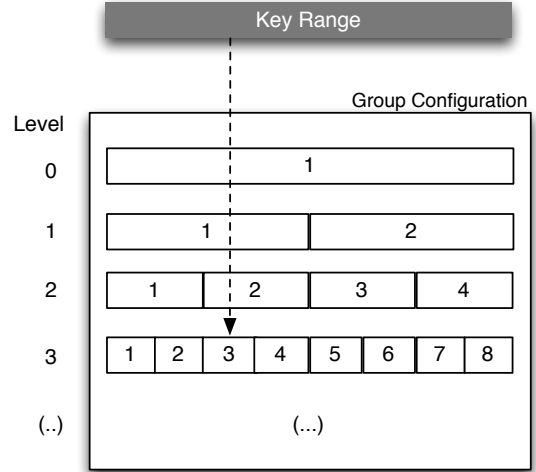 Key Range
Group Configuration
Level
0 1
1 1 2
2 1 2 3 4
3 1 2 3 4 5 6 7 8
(..) (...)